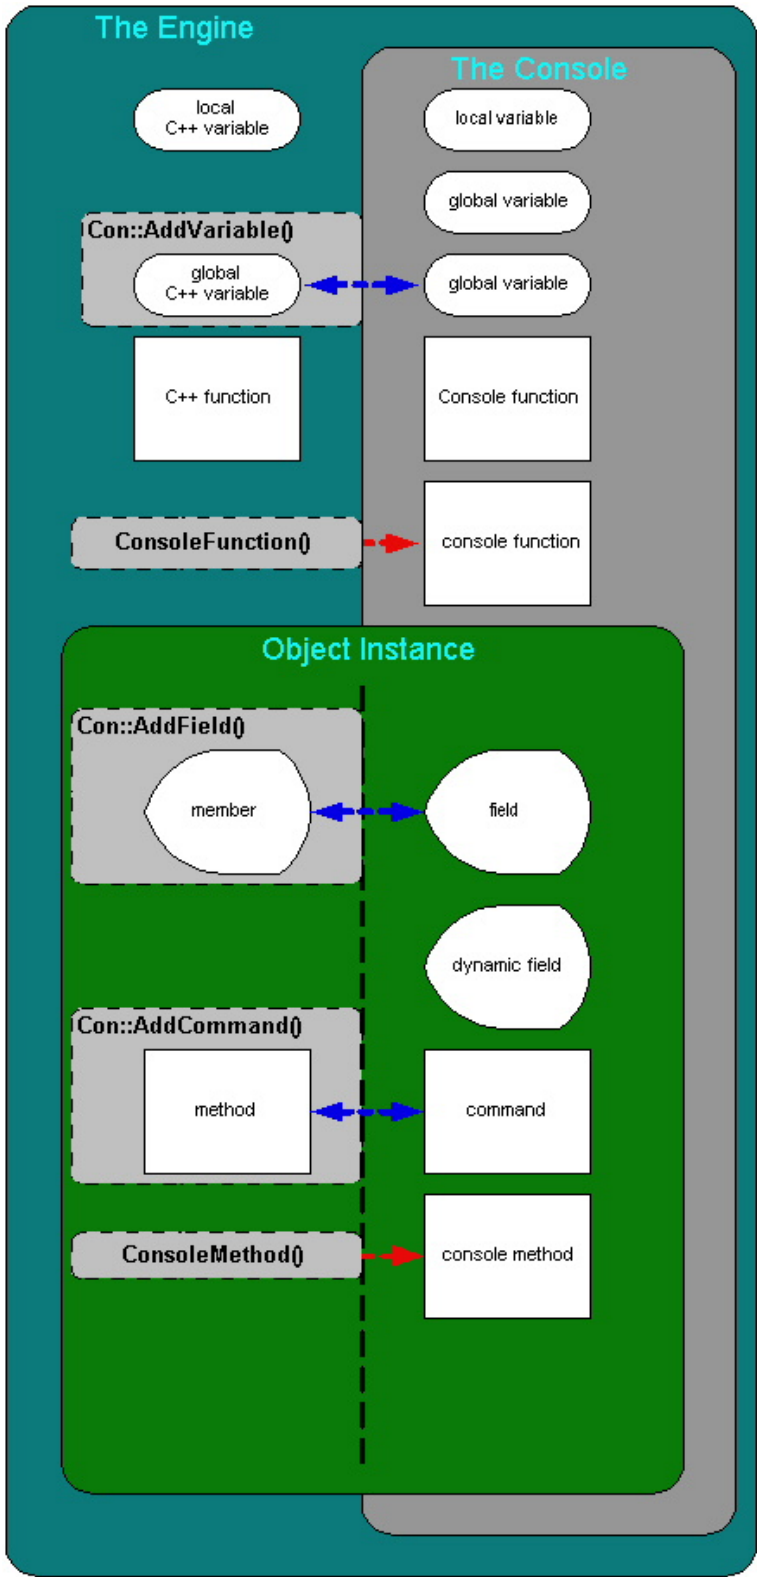 The Engine
The Console
local
C++ variable
local variable
global variable
Con::AddVariable()
global
C++ variable
global variable
C++ function
Console function
ConsoleFunction()
console function
Object Instance
Con::AddField()
member
field
dynamic field
Con::AddCommand()
method
command
ConsoleMethod()
console method